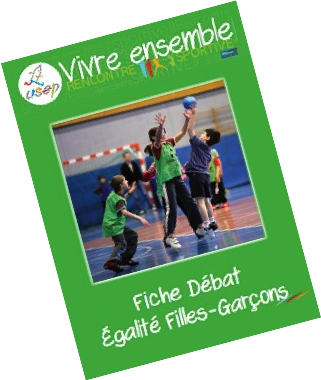 Vivre ensemble
RENCONTRE SPORTIVE
usep
Fiche Débat
Égalité Filles-Garçons